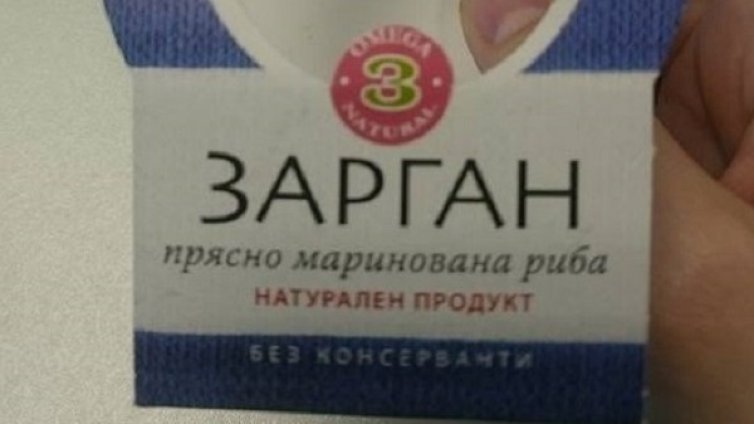 OMEGA
3
NATURAL
ЗАРГАН
прясно маринована риба
НАТУРАЛЕН ПРОДУКТ
БЕЗ КОНСЕРВАНТИ